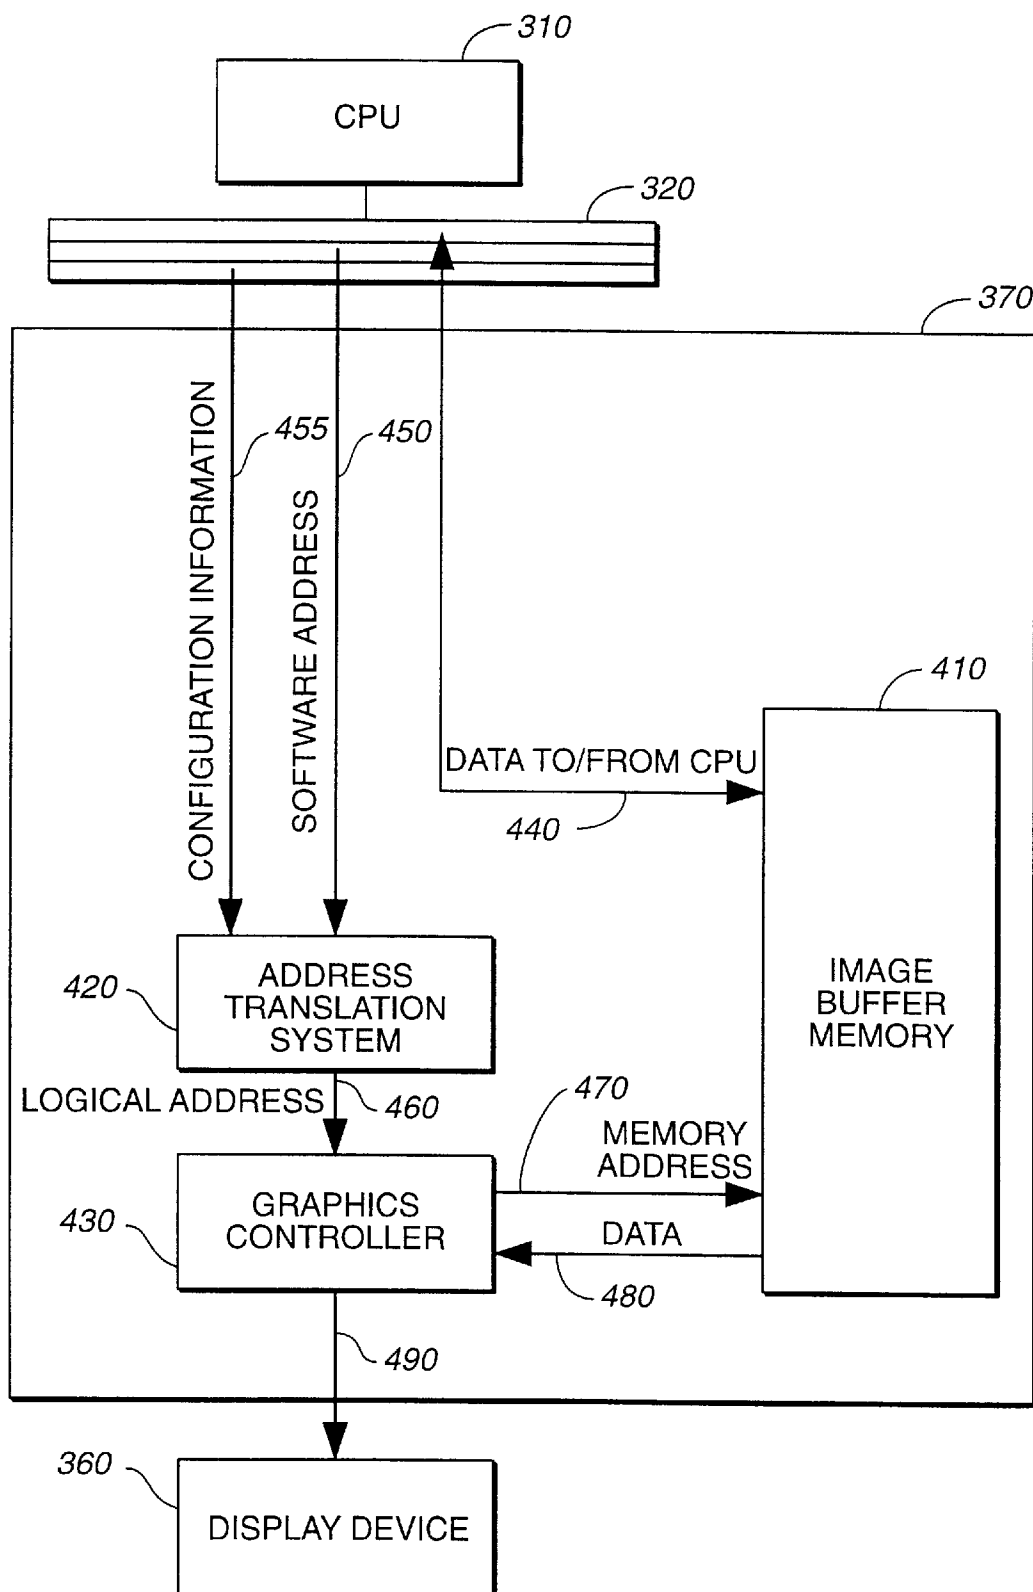 310
CPU
320
370
CONFIGURATION INFORMATION
455
SOFTWARE ADDRESS
450
410
DATA TO/FROM CPU
440
IMAGE
BUFFER
MEMORY
420
ADDRESS
TRANSLATION
SYSTEM
LOGICAL ADDRESS
460
470
MEMORY
ADDRESS
430
GRAPHICS
CONTROLLER
DATA
480
490
360
DISPLAY DEVICE